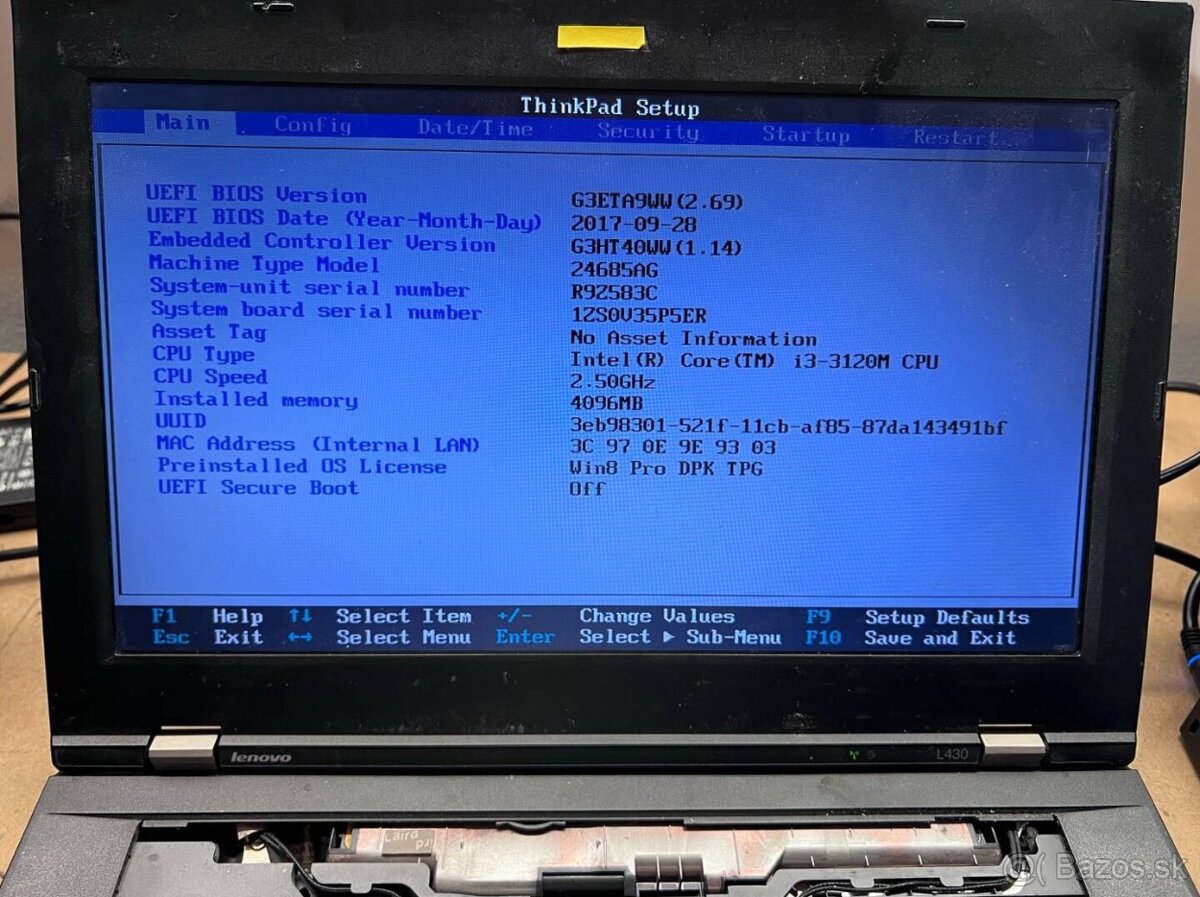 ThinkPad Setup
Main Config Date/Time Security Startup Restart
UEFI BIOS Version G3ETA9WW(2.69)
UEFI BIOS Date (Year-Month-Day) 2017-09-28
Embedded Controller Version G3HT40WW(1.14)
Machine Type Model 24685AG
System-unit serial number R9Z583C
System board serial number 1ZS0V35P5ER
Asset Tag No Asset Information
CPU Type Intel(R) Core(TM) i3-3120M CPU
CPU Speed 2.50GHz
Installed memory 4096MB
UUID 3eb98301-521f-11cb-af85-87da143491bf
MAC Address (Internal LAN) 3C 97 0E 9E 93 03
Preinstalled OS License Win8 Pro DPK TPG
UEFI Secure Boot Off
F1 Help ↑↓ Select Item +/- Change Values F9 Setup Defaults
Esc Exit ←→ Select Menu Enter Select ▶ Sub-Menu F10 Save and Exit
lenovo L430
Laird
Bazos.sk